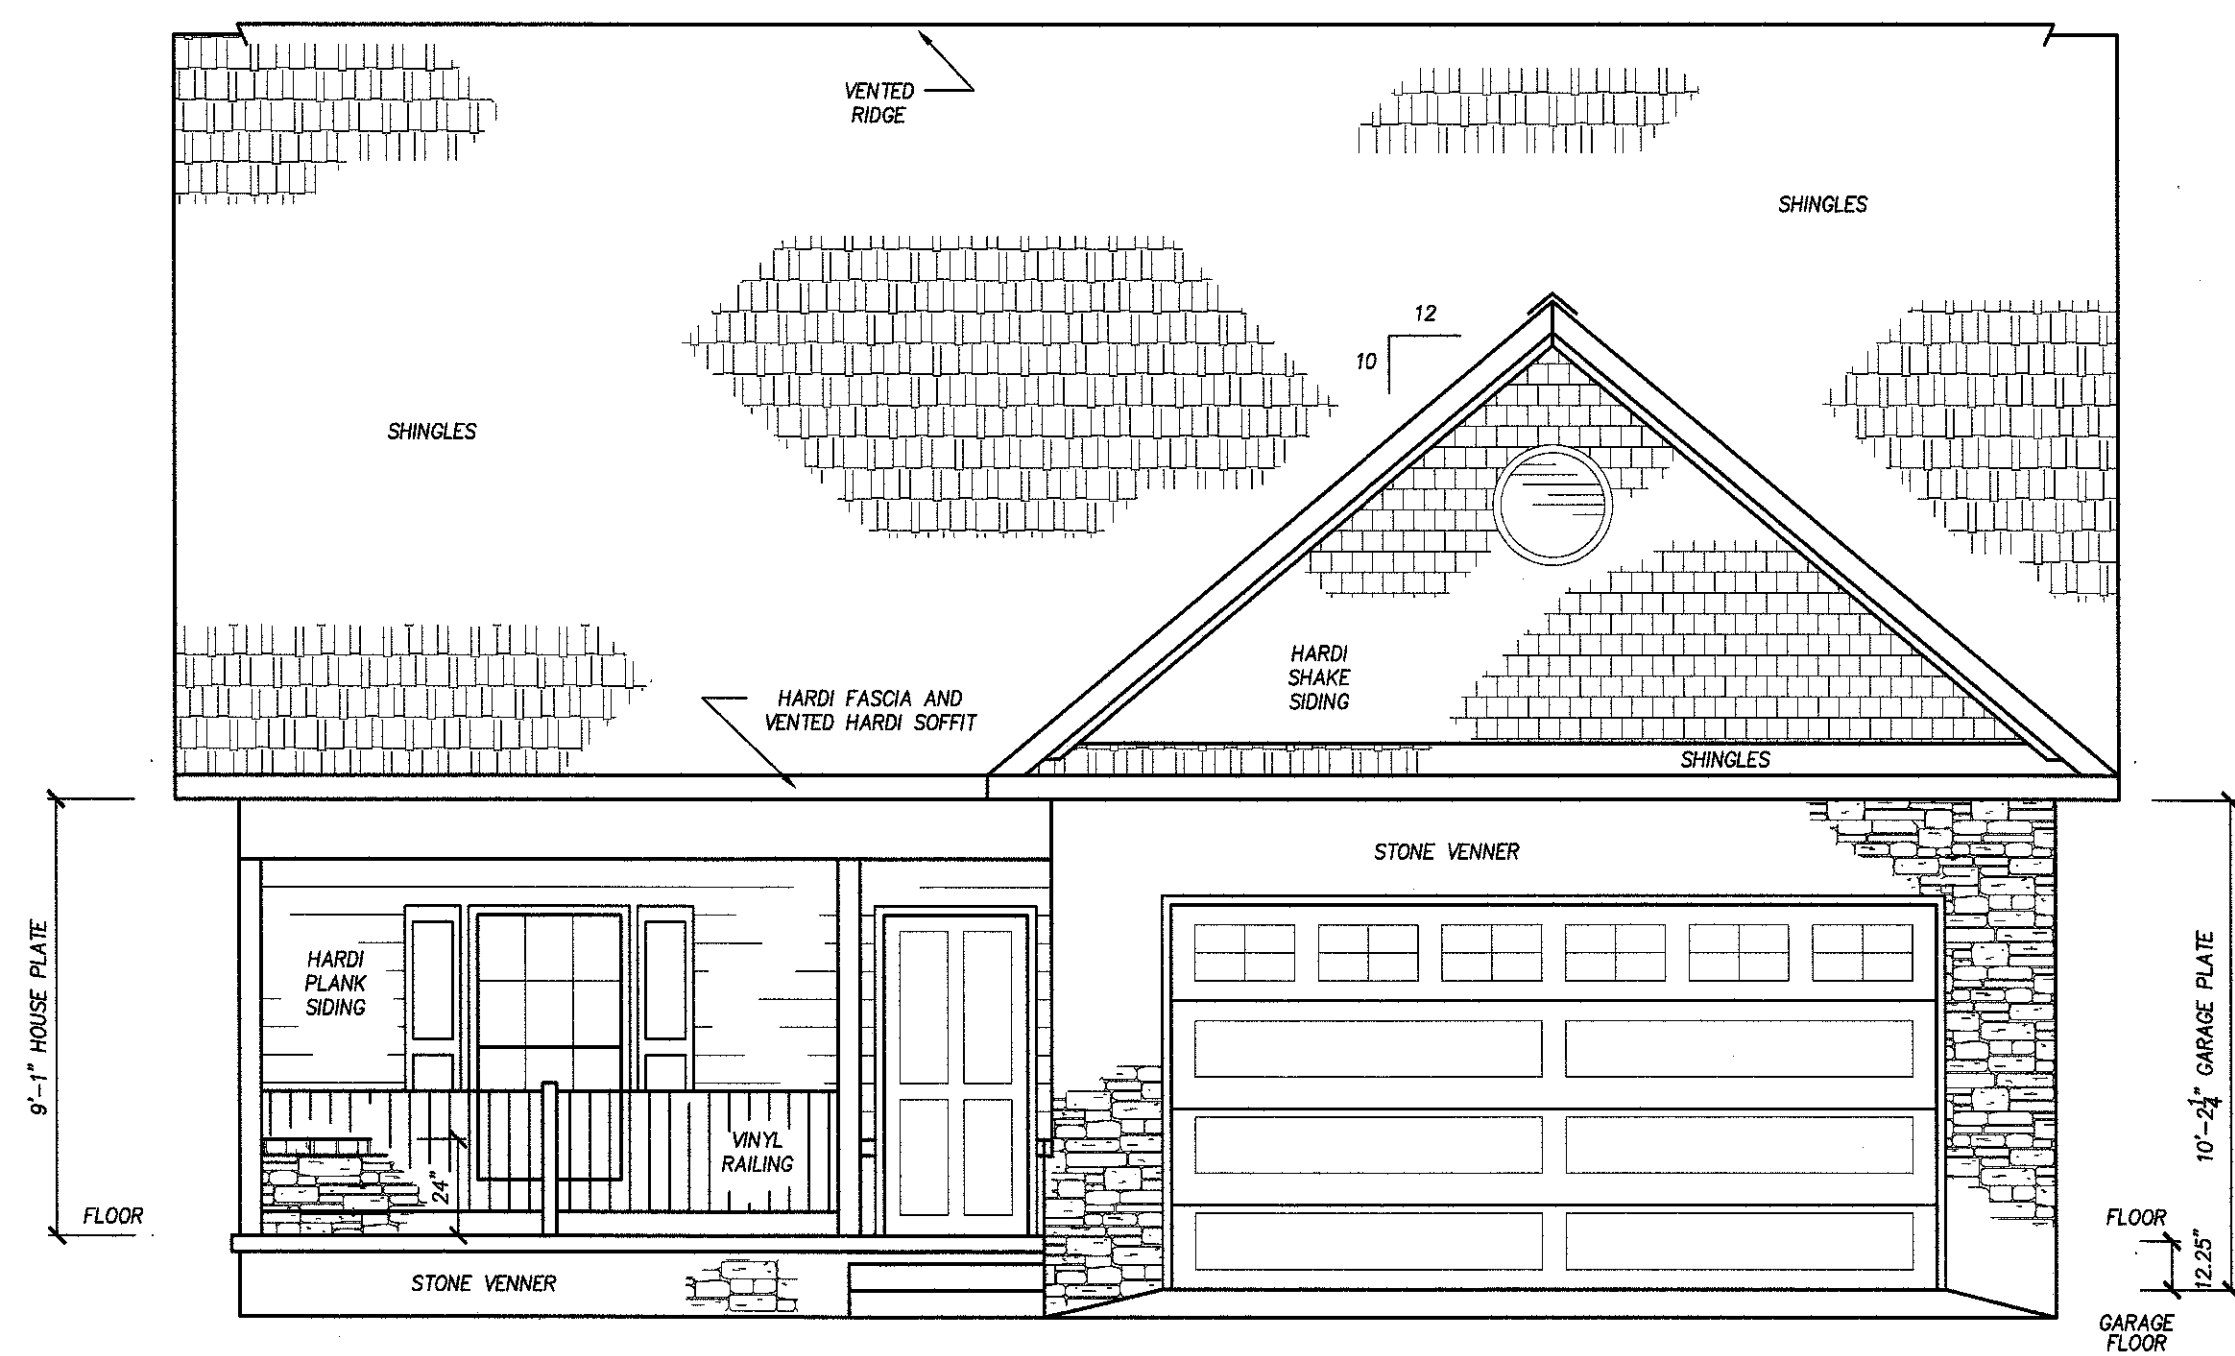 VENTED
RIDGE
SHINGLES
12
10
SHINGLES
HARDI
SHAKE
SIDING
HARDI FASCIA AND
VENTED HARDI SOFFIT
SHINGLES
STONE VENNER
9'-1" HOUSE PLATE
HARDI
PLANK
SIDING
10'-2¼" GARAGE PLATE
VINYL
RAILING
24"
FLOOR
FLOOR
12.25"
STONE VENNER
GARAGE
FLOOR